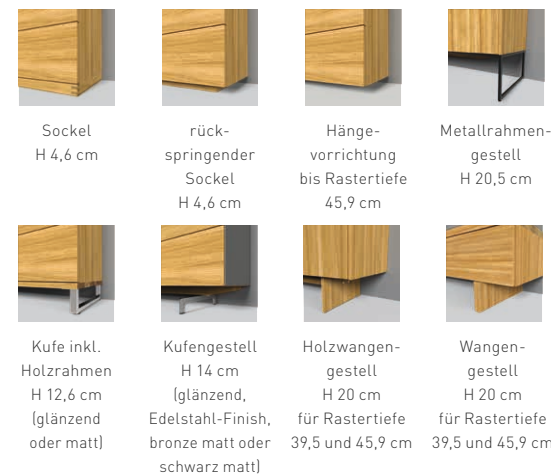 Sockel
H 4,6 cm
rück-
springender
Sockel
H 4,6 cm
Hänge-
vorrichtung
bis Rastertiefe
45,9 cm
Metallrahmen-
gestell
H 20,5 cm
Kufe inkl.
Holzrahmen
H 12,6 cm
(glänzend
oder matt)
Kufengestell
H 14 cm
(glänzend,
Edelstahl-Finish,
bronze matt oder
schwarz matt)
Holzwangen-
gestell
H 20 cm
für Rastertiefe
39,5 und 45,9 cm
Wangen-
gestell
H 20 cm
für Rastertiefe
39,5 und 45,9 cm